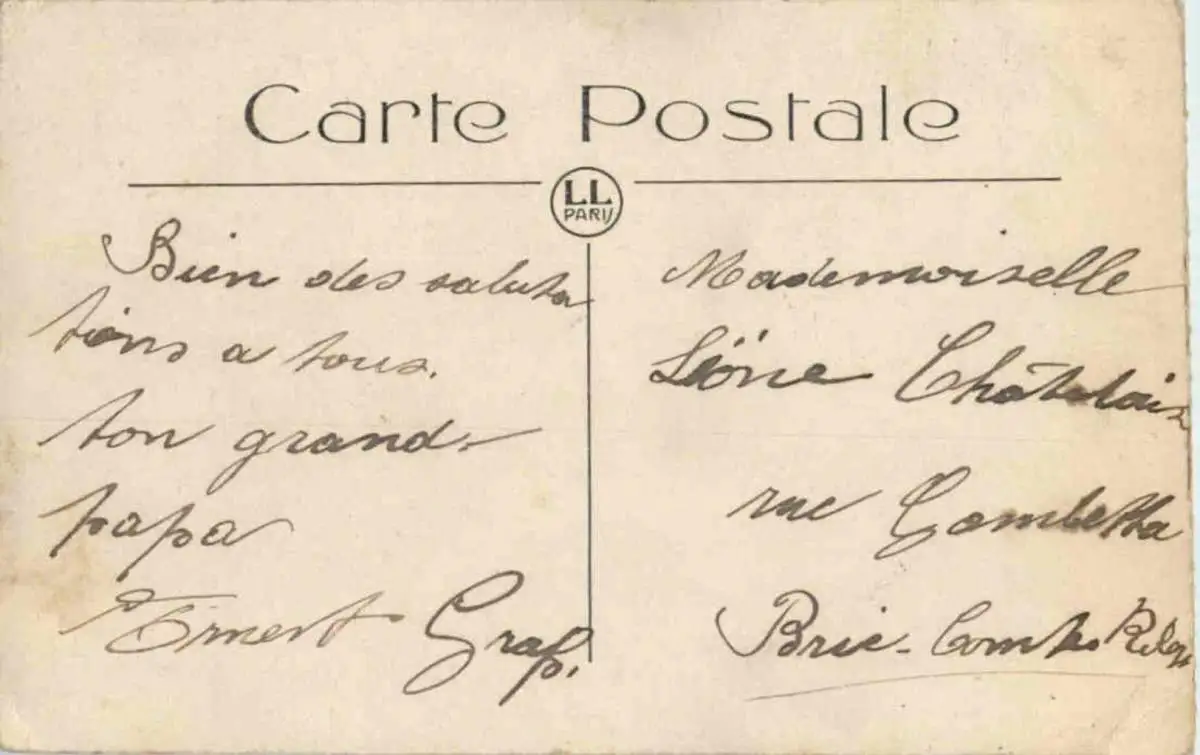 Carte Postale
LL
PARIS
Bien des saluta
tions a tous.
ton grand-
papa
Ernest Graf.
Mademoiselle
Léone Châtelain
rue Gambetta
Brie-Comte